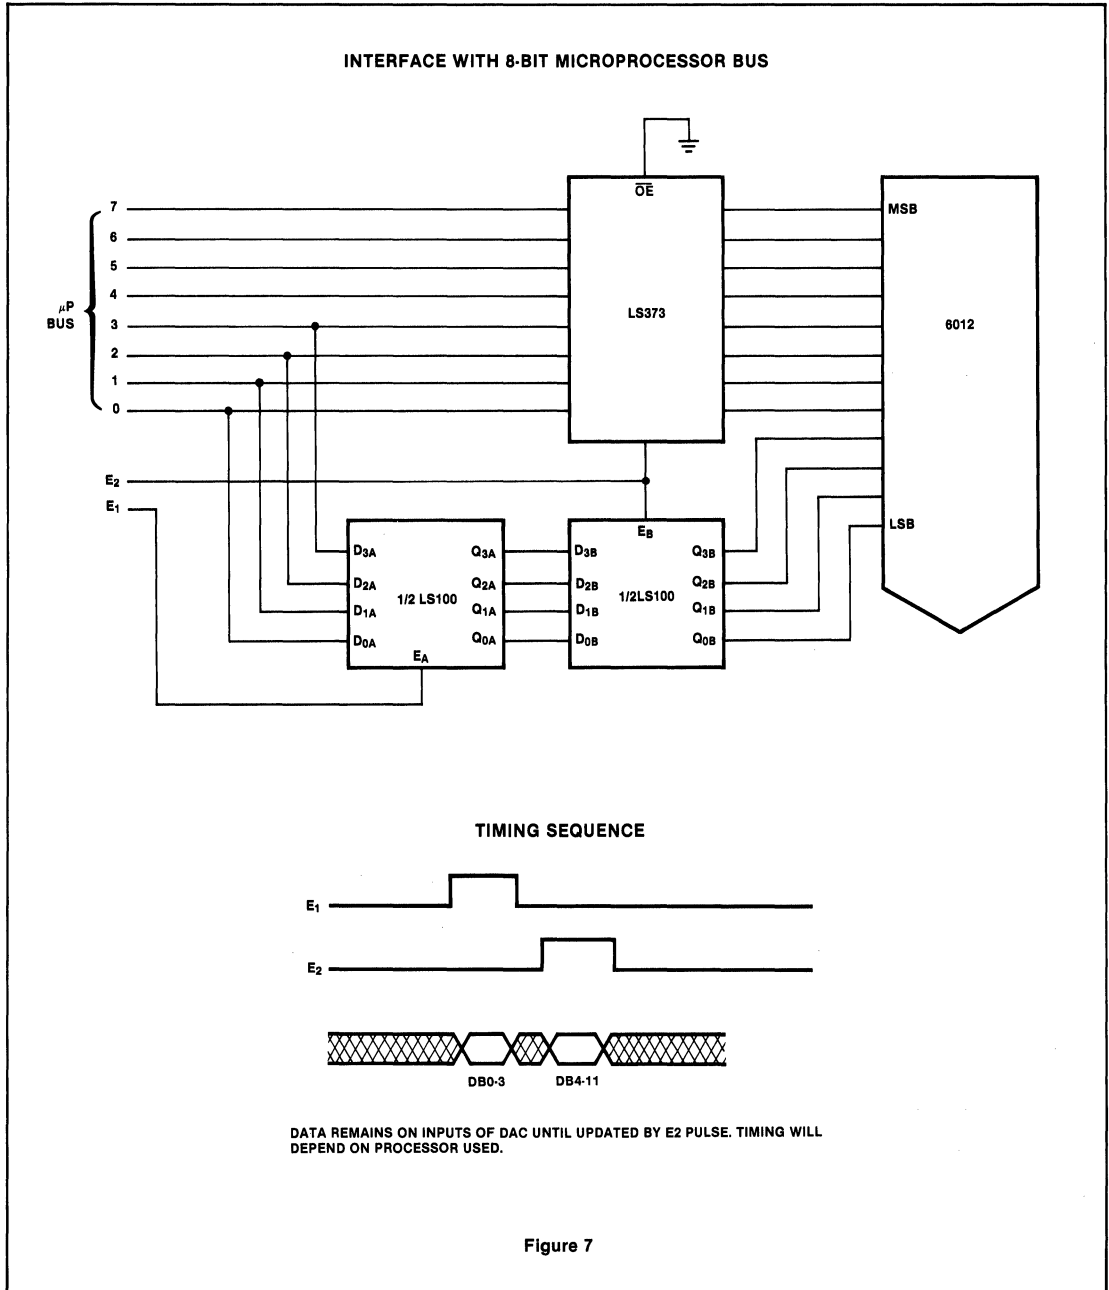 INTERFACE WITH 8-BIT MICROPROCESSOR BUS
OE
7
MSB
6
5
4
LS373
μP
BUS
3
6012
2
1
0
E2
E1
LSB
EB
D3A
Q3A
D3B
Q3B
D2A
Q2A
D2B
Q2B
1/2 LS100
1/2LS100
D1A
Q1A
D1B
Q1B
D0A
Q0A
D0B
Q0B
EA
TIMING SEQUENCE
E1
E2
DB0-3
DB4-11
DATA REMAINS ON INPUTS OF DAC UNTIL UPDATED BY E2 PULSE. TIMING WILL
DEPEND ON PROCESSOR USED.
Figure 7